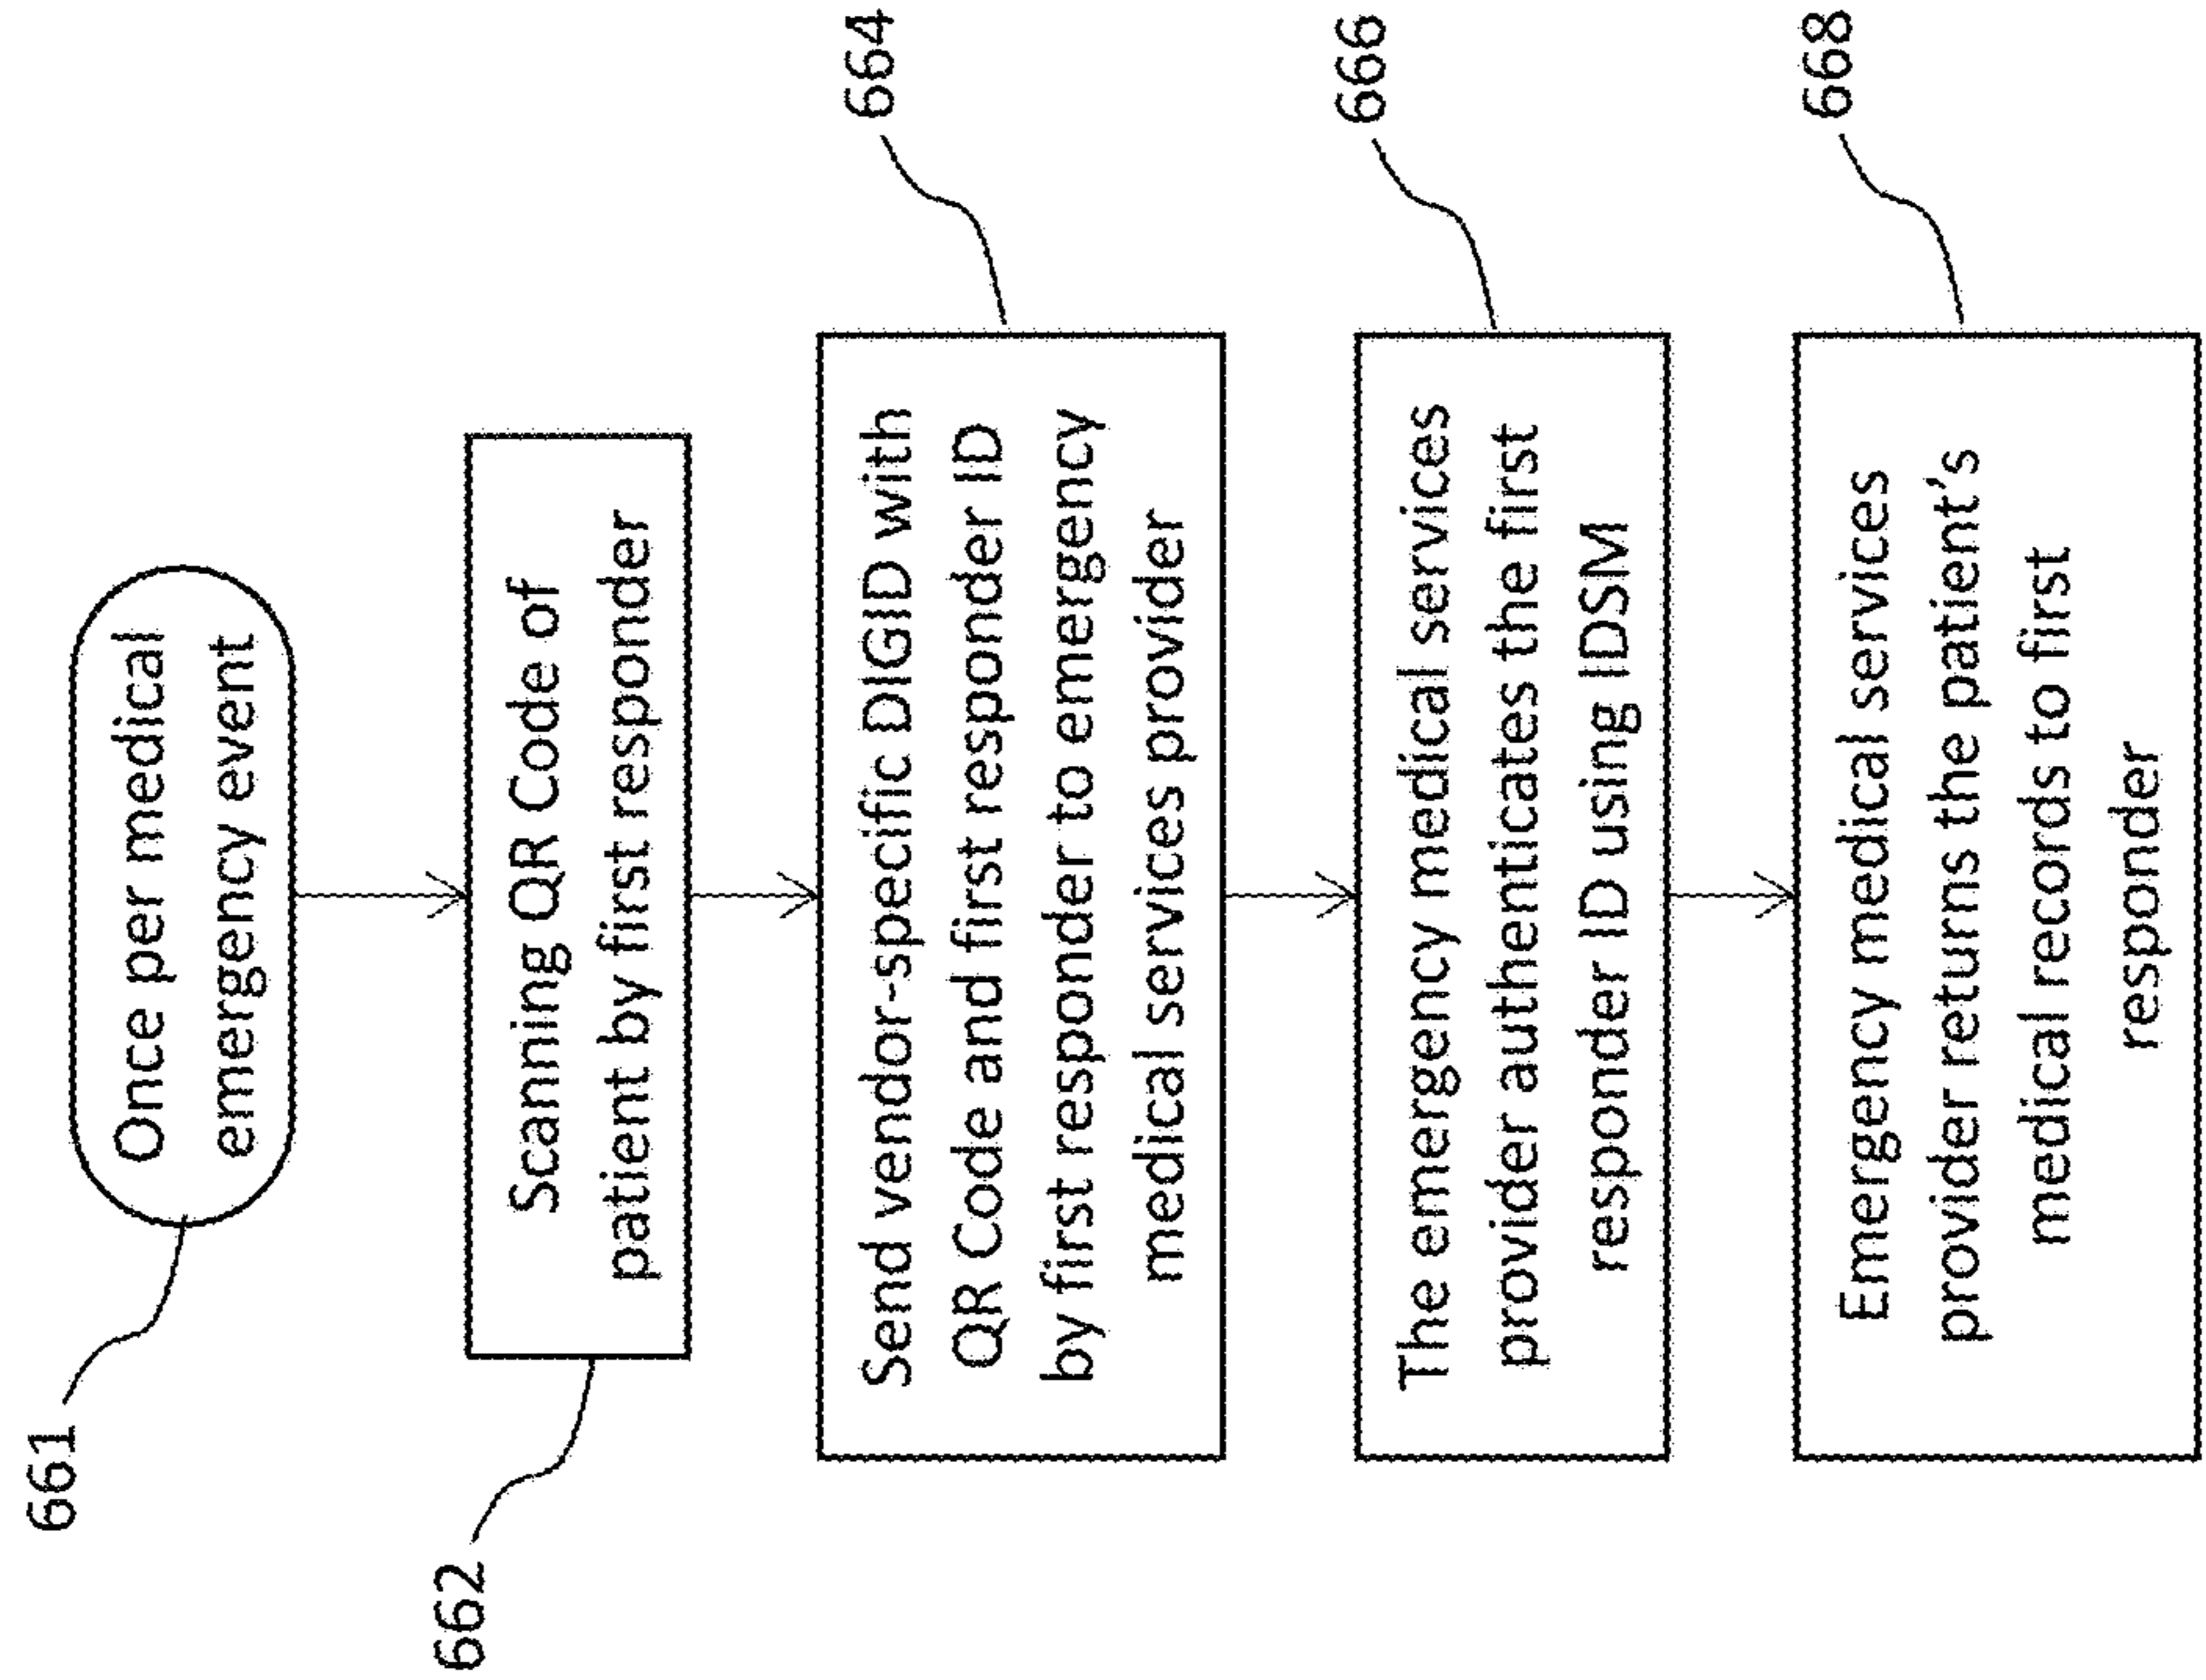 661
Once per medical
emergency event
662
Scanning QR Code of
patient by first responder
664
Send vendor-specific DIGID with
QR Code and first responder ID
by first responder to emergency
medical services provider
666
The emergency medical services
provider authenticates the first
responder ID using IDSM
668
Emergency medical services
provider returns the patient's
medical records to first
responder